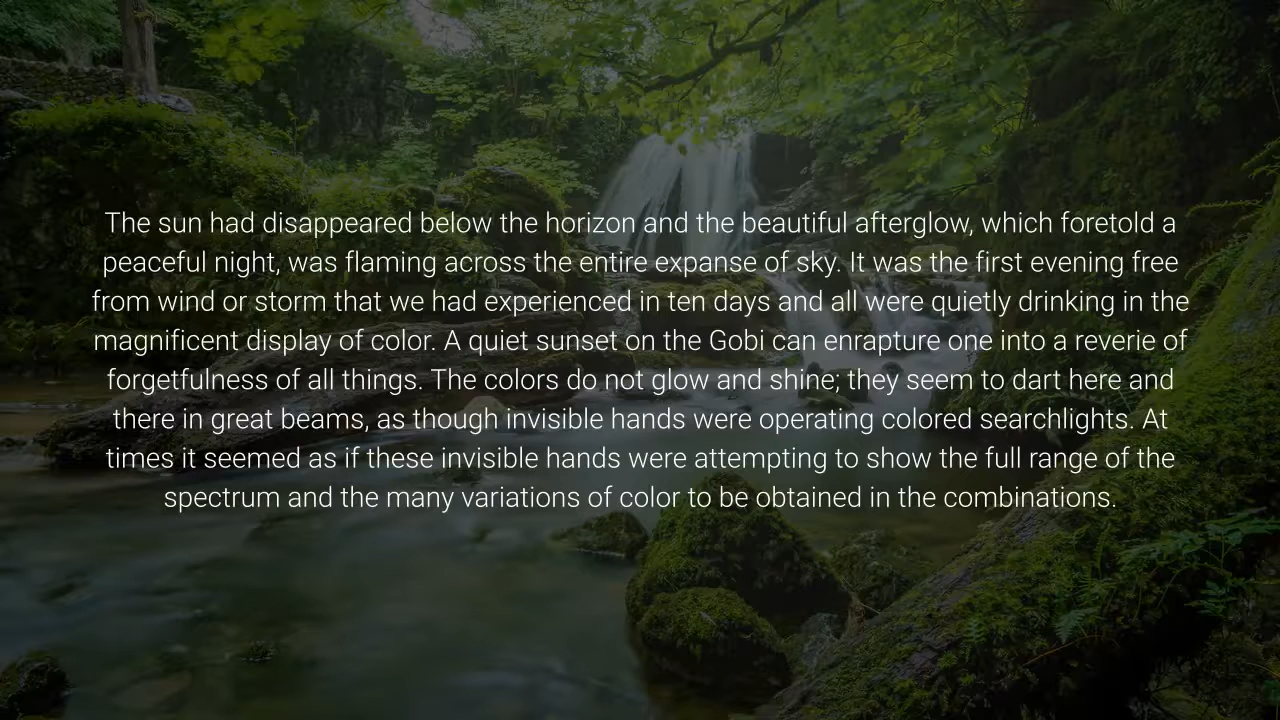 The sun had disappeared below the horizon and the beautiful afterglow, which foretold a
peaceful night, was flaming across the entire expanse of sky. It was the first evening free
from wind or storm that we had experienced in ten days and all were quietly drinking in the
magnificent display of color. A quiet sunset on the Gobi can enrapture one into a reverie of
forgetfulness of all things. The colors do not glow and shine; they seem to dart here and
there in great beams, as though invisible hands were operating colored searchlights. At
times it seemed as if these invisible hands were attempting to show the full range of the
spectrum and the many variations of color to be obtained in the combinations.